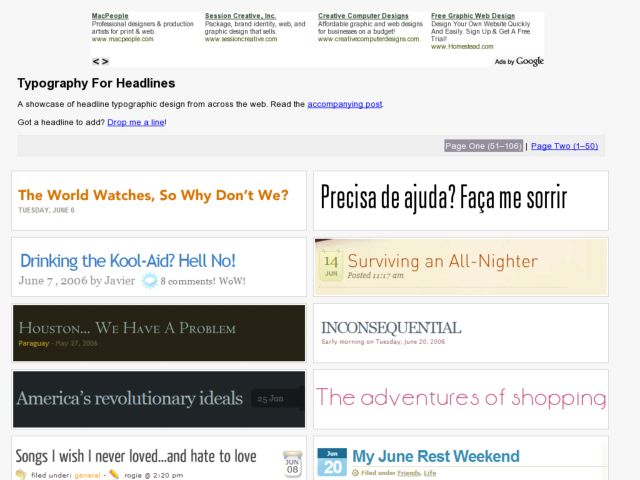 MacPeople
Professional designers & production
artists for print & web.
www.macpeople.com
Session Creative, Inc.
Package, brand identity, web, and
graphic design that sells.
www.sessioncreative.com
Creative Computer Designs
Affordable graphic and web designs
for businesses on a budget!
www.creativecomputerdesigns.com
Free Graphic Web Design
Design Your Own Website Quickly
And Easily. Sign Up & Get A Free
Trial!
www.Homestead.com
< >
Ads by Google
Typography For Headlines
A showcase of headline typographic design from across the web. Read the accompanying post.
Got a headline to add? Drop me a line!
Page One (51–106) | Page Two (1–50)
The World Watches, So Why Don't We?
TUESDAY, JUNE 6
Precisa de ajuda? Faça me sorrir
Drinking the Kool-Aid? Hell No!
June 7 , 2006 by Javier 8 comments! WoW!
14
JUN
Surviving an All-Nighter
Posted 11:17 am
Houston... We Have A Problem
Paraguay - May 27, 2006
INCONSEQUENTIAL
Early morning on Tuesday, June 20, 2006
America's revolutionary ideals 25 Jun
The adventures of shopping
Songs I wish I never loved...and hate to love
filed under: general - rogie @ 2:20 pm
JUN
08
Jun
20
My June Rest Weekend
Filed under Friends, Life